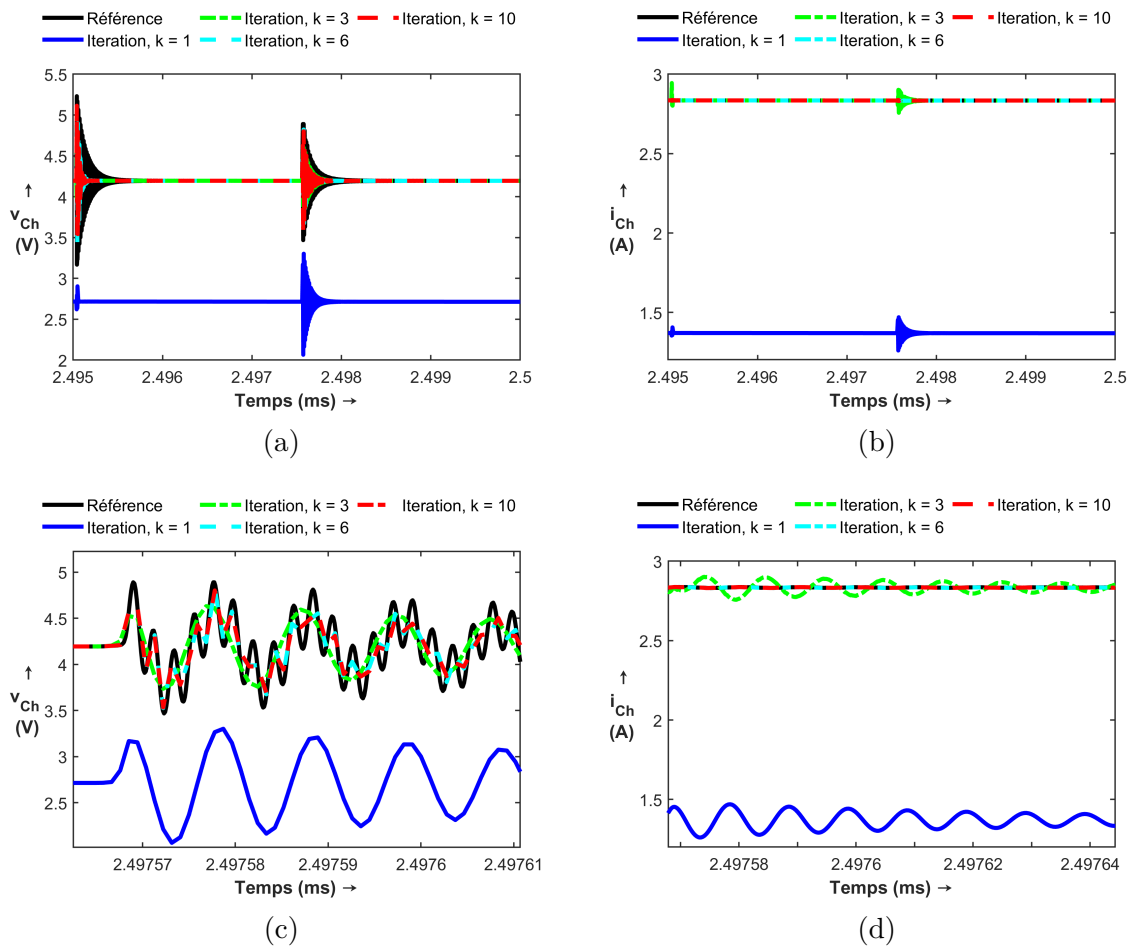 Référence Iteration, k = 3 Iteration, k = 10
Iteration, k = 1 Iteration, k = 6
5.5
5
4.5
4
3.5
3
2.5
2
v_Ch →
(V)
2.495 2.496 2.497 2.498 2.499 2.5
Temps (ms) →
(a)
Référence Iteration, k = 3 Iteration, k = 10
Iteration, k = 1 Iteration, k = 6
3
2.5
2
1.5
i_Ch →
(A)
2.495 2.496 2.497 2.498 2.499 2.5
Temps (ms) →
(b)
Référence Iteration, k = 3 Iteration, k = 10
Iteration, k = 1 Iteration, k = 6
5
4.5
4
3.5
3
2.5
v_Ch →
(V)
2.49757 2.49758 2.49759 2.4976 2.49761
Temps (ms) →
(c)
Référence Iteration, k = 3 Iteration, k = 10
Iteration, k = 1 Iteration, k = 6
3
2.5
2
1.5
i_Ch →
(A)
2.49758 2.4976 2.49762 2.49764
Temps (ms) →
(d)